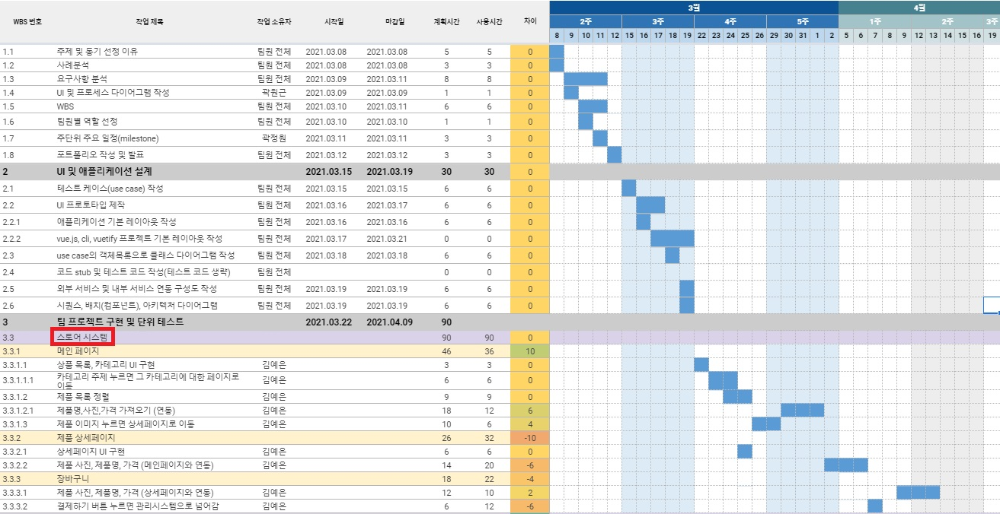 3월 4월
WBS 번호 작업 제목 작업 소유자 시작일 마감일 계획시간 사용시간 차이 2주 3주 4주 5주 1주 2주 3주
8 9 10 11 12 15 16 17 18 19 22 23 24 25 26 29 30 31 1 2 5 6 7 8 9 12 13 14 15 16 19
1.1 주제 및 동기 선정 이유 팀원 전체 2021.03.08 2021.03.08 5 5 0
1.2 사례분석 팀원 전체 2021.03.08 2021.03.08 3 3 0
1.3 요구사항 분석 팀원 전체 2021.03.09 2021.03.11 8 8 0
1.4 UI 및 프로세스 다이어그램 작성 곽원근 2021.03.09 2021.03.09 1 1 0
1.5 WBS 팀원 전체 2021.03.10 2021.03.11 6 6 0
1.6 팀원별 역할 선정 팀원 전체 2021.03.10 2021.03.10 1 1 0
1.7 주단위 주요 일정(milestone) 곽정원 2021.03.11 2021.03.11 3 3 0
1.8 포트폴리오 작성 및 발표 팀원 전체 2021.03.12 2021.03.12 3 3 0
2 UI 및 애플리케이션 설계 2021.03.15 2021.03.19 30 30 0
2.1 테스트 케이스(use case) 작성 팀원 전체 2021.03.15 2021.03.15 6 6 0
2.2 UI 프로토타입 제작 팀원 전체 2021.03.16 2021.03.17 6 6 0
2.2.1 애플리케이션 기본 레이아웃 작성 팀원 전체 2021.03.16 2021.03.16 6 6 0
2.2.2 vue.js, cli, vuetify 프로젝트 기본 레이아웃 작성 팀원 전체 2021.03.17 2021.03.21 0 0 0
2.3 use case의 객체목록으로 클래스 다이어그램 작성 팀원 전체 2021.03.18 2021.03.18 6 6 0
2.4 코드 stub 및 테스트 코드 작성(테스트 코드 생략) 팀원 전체 0 0 0
2.5 외부 서비스 및 내부 서비스 연동 구성도 작성 팀원 전체 2021.03.19 2021.03.19 6 6 0
2.6 시퀀스, 배치(컴포넌트), 아키텍처 다이어그램 팀원 전체 2021.03.19 2021.03.19 6 6 0
3 팀 프로젝트 구현 및 단위 테스트 2021.03.22 2021.04.09 90
3.3 스토어 시스템 90 90 0
3.3.1 메인 페이지 46 36 10
3.3.1.1 상품 목록, 카테고리 UI 구현 김예은 3 3 0
3.3.1.1.1 카테고리 주제 누르면 그 카테고리에 대한 페이지로 이동 김예은 6 6 0
3.3.1.2 제품 목록 정렬 김예은 9 9 0
3.3.1.2.1 제품명,사진,가격 가져오기 (연동) 김예은 18 12 6
3.3.1.3 제품 이미지 누르면 상세페이지로 이동 김예은 10 6 4
3.3.2 제품 상세페이지 26 32 -10
3.3.2.1 상세페이지 UI 구현 김예은 6 6 0
3.3.2.2 제품 사진, 제품명, 가격 (메인페이지와 연동) 김예은 14 20 -6
3.3.3 장바구니 18 22 -4
3.3.3.1 제품 사진, 제품명, 가격 (상세페이지와 연동) 김예은 12 10 2
3.3.3.2 결제하기 버튼 누르면 관리시스템으로 넘어감 김예은 6 12 -6